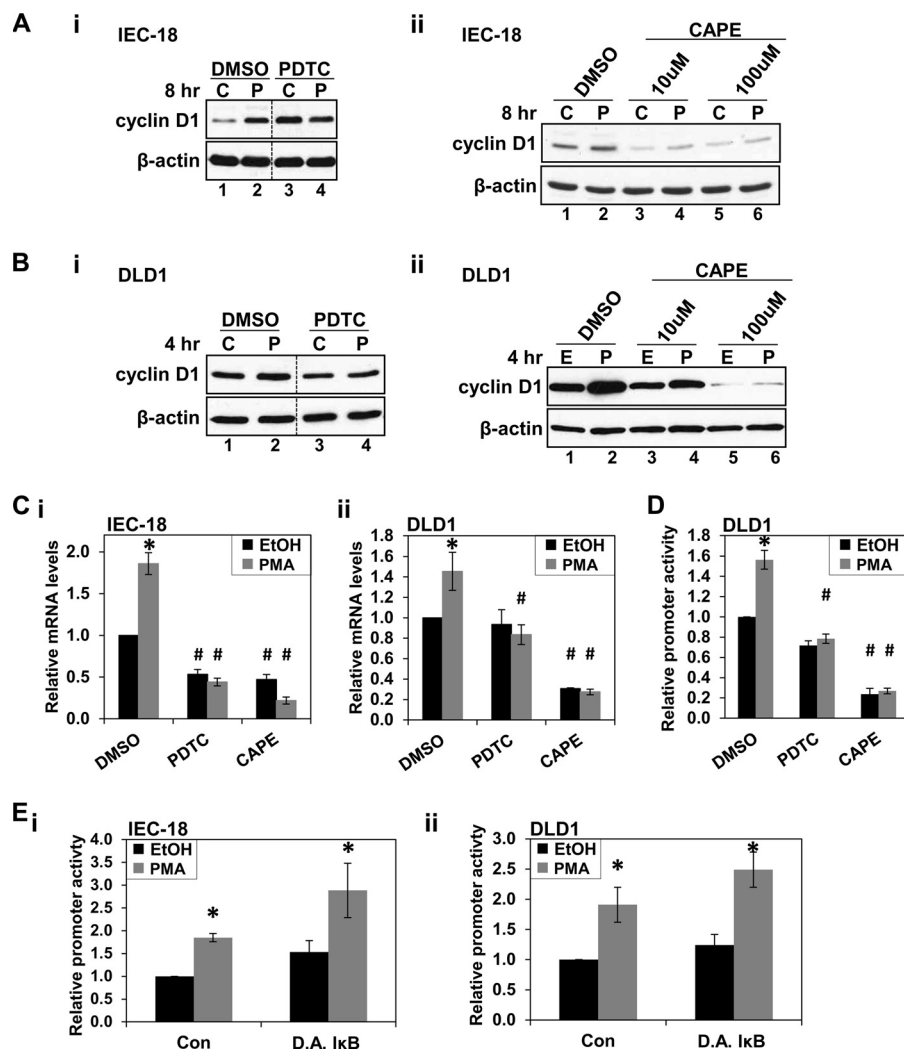 A i ii
IEC-18 IEC-18 CAPE
DMSO PDTC DMSO 10uM 100uM
8 hr C P C P
8 hr C P C P C P
cyclin D1
cyclin D1
β-actin
β-actin
1 2 3 4
1 2 3 4 5 6
B i ii
DLD1 DLD1 CAPE
DMSO PDTC DMSO 10uM 100uM
4 hr C P C P
4 hr E P E P E P
cyclin D1
cyclin D1
β-actin
β-actin
1 2 3 4
1 2 3 4 5 6
C i
IEC-18
Relative mRNA levels
2.0
1.5
1.0
0.5
0.0
EtOH
PMA
*
# # # #
DMSO PDTC CAPE
ii
DLD1
Relative mRNA levels
1.8
1.6
1.4
1.2
1.0
0.8
0.6
0.4
0.2
0.0
EtOH
PMA
*
#
# #
DMSO PDTC CAPE
D
DLD1
Relative promoter activity
1.8
1.6
1.4
1.2
1.0
0.8
0.6
0.4
0.2
0.0
EtOH
PMA
*
#
# #
DMSO PDTC CAPE
E i
IEC-18
Relative promoter activty
4.0
3.5
3.0
2.5
2.0
1.5
1.0
0.5
0.0
EtOH
PMA
*
*
Con D.A. IκB
ii
DLD1
Relative promoter activty
3.0
2.5
2.0
1.5
1.0
0.5
0.0
EtOH
PMA
*
*
Con D.A. IκB